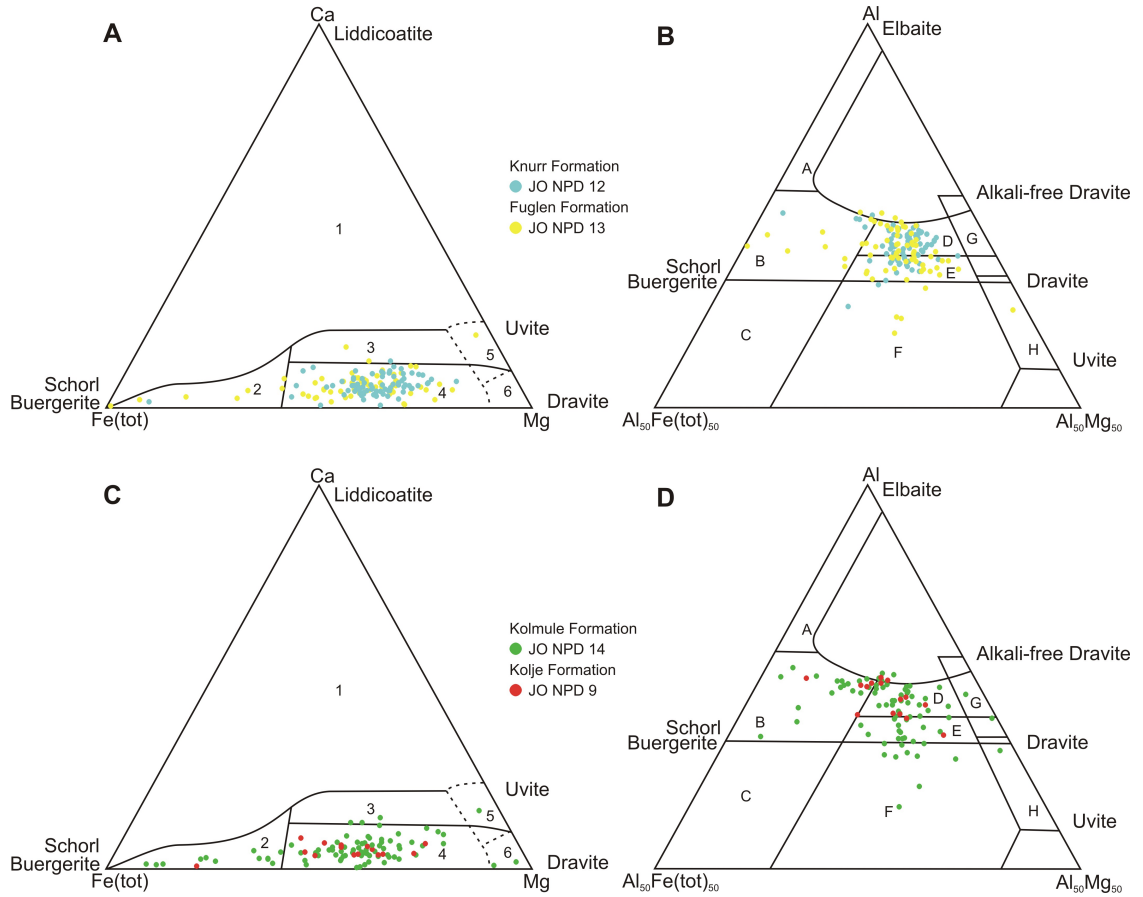 A
Ca
Liddicoatite
1
2
3
4
5
6
Uvite
Schorl
Buergerite
Dravite
Fe(tot)
Mg
Knurr Formation
JO NPD 12
Fuglen Formation
JO NPD 13
B
Al
Elbaite
A
Alkali-free Dravite
D
G
B
E
Schorl
Buergerite
Dravite
C
F
H
Uvite
Al₅₀Fe(tot)₅₀
Al₅₀Mg₅₀
C
Ca
Liddicoatite
1
2
3
4
5
6
Uvite
Schorl
Buergerite
Dravite
Fe(tot)
Mg
Kolmule Formation
JO NPD 14
Kolje Formation
JO NPD 9
D
Al
Elbaite
A
Alkali-free Dravite
D
G
B
E
Schorl
Buergerite
Dravite
C
F
H
Uvite
Al₅₀Fe(tot)₅₀
Al₅₀Mg₅₀